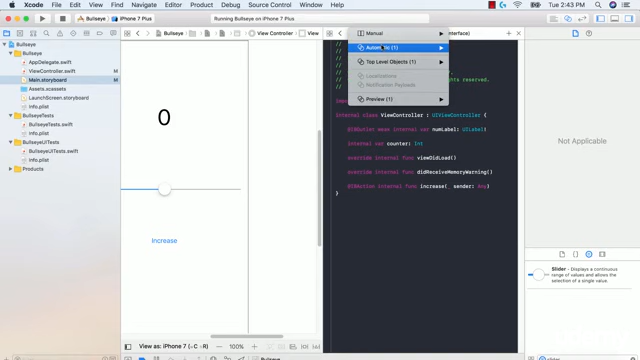 Xcode File Edit View Find Navigate Editor Product Debug Source Control Window Help
Tue 2:43 PM
Bullseye iPhone 7 Plus
Running Bullseye on iPhone 7 Plus
Bullseye
Bullseye
AppDelegate.swift
ViewController.swift M
Main.storyboard M
Assets.xcassets
LaunchScreen.storyboard
Info.plist
BullseyeTests
BullseyeTests.swift
Info.plist
BullseyeUITests
BullseyeUITests.swift
Info.plist
Products
Bullseye
View Controller
View
0
Increase
View as: iPhone 7 (
100%
Bullseye
Manual
Top Level Objects (1)
Localizations
Notification Payloads
Preview (1)
terface)
ghts reserved.
internal class ViewController : UIViewController {
@IBOutlet weak internal var numLabel: UILabel!
internal var counter: Int
override internal func viewDidLoad()
override internal func didReceiveMemoryWarning()
@IBAction internal func increase(_ sender: Any)
}
Not Applicable
Slider - Displays a continuous
range of values and allows the
selection of a single value.
slider